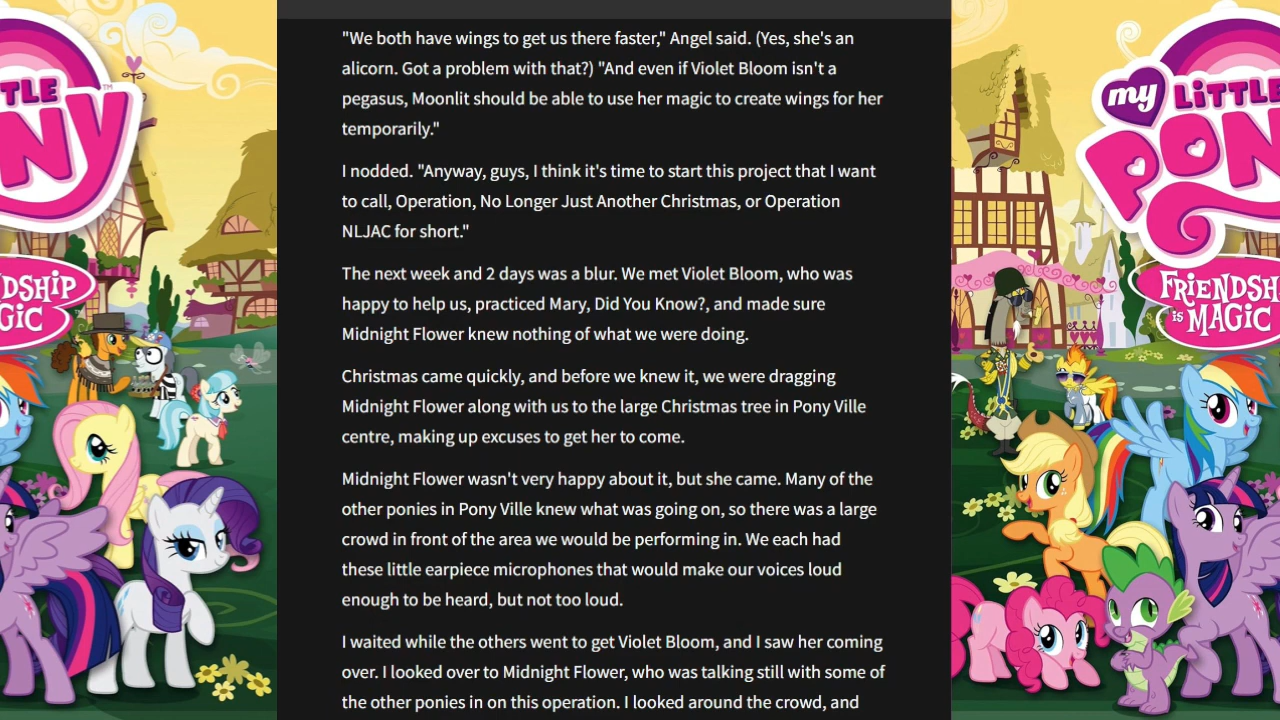 "We both have wings to get us there faster," Angel said. (Yes, she's an
alicorn. Got a problem with that?) "And even if Violet Bloom isn't a
pegasus, Moonlit should be able to use her magic to create wings for her
temporarily."
I nodded. "Anyway, guys, I think it's time to start this project that I want
to call, Operation, No Longer Just Another Christmas, or Operation
NLJAC for short."
The next week and 2 days was a blur. We met Violet Bloom, who was
happy to help us, practiced Mary, Did You Know?, and made sure
Midnight Flower knew nothing of what we were doing.
Christmas came quickly, and before we knew it, we were dragging
Midnight Flower along with us to the large Christmas tree in Pony Ville
centre, making up excuses to get her to come.
Midnight Flower wasn't very happy about it, but she came. Many of the
other ponies in Pony Ville knew what was going on, so there was a large
crowd in front of the area we would be performing in. We each had
these little earpiece microphones that would make our voices loud
enough to be heard, but not too loud.
I waited while the others went to get Violet Bloom, and I saw her coming
over. I looked over to Midnight Flower, who was talking still with some of
the other ponies in on this operation. I looked around the crowd, and
TLE
NY
TM
DSHIP
GIC
my LiTTLE
PON
FRiENDSH
is MAGIC